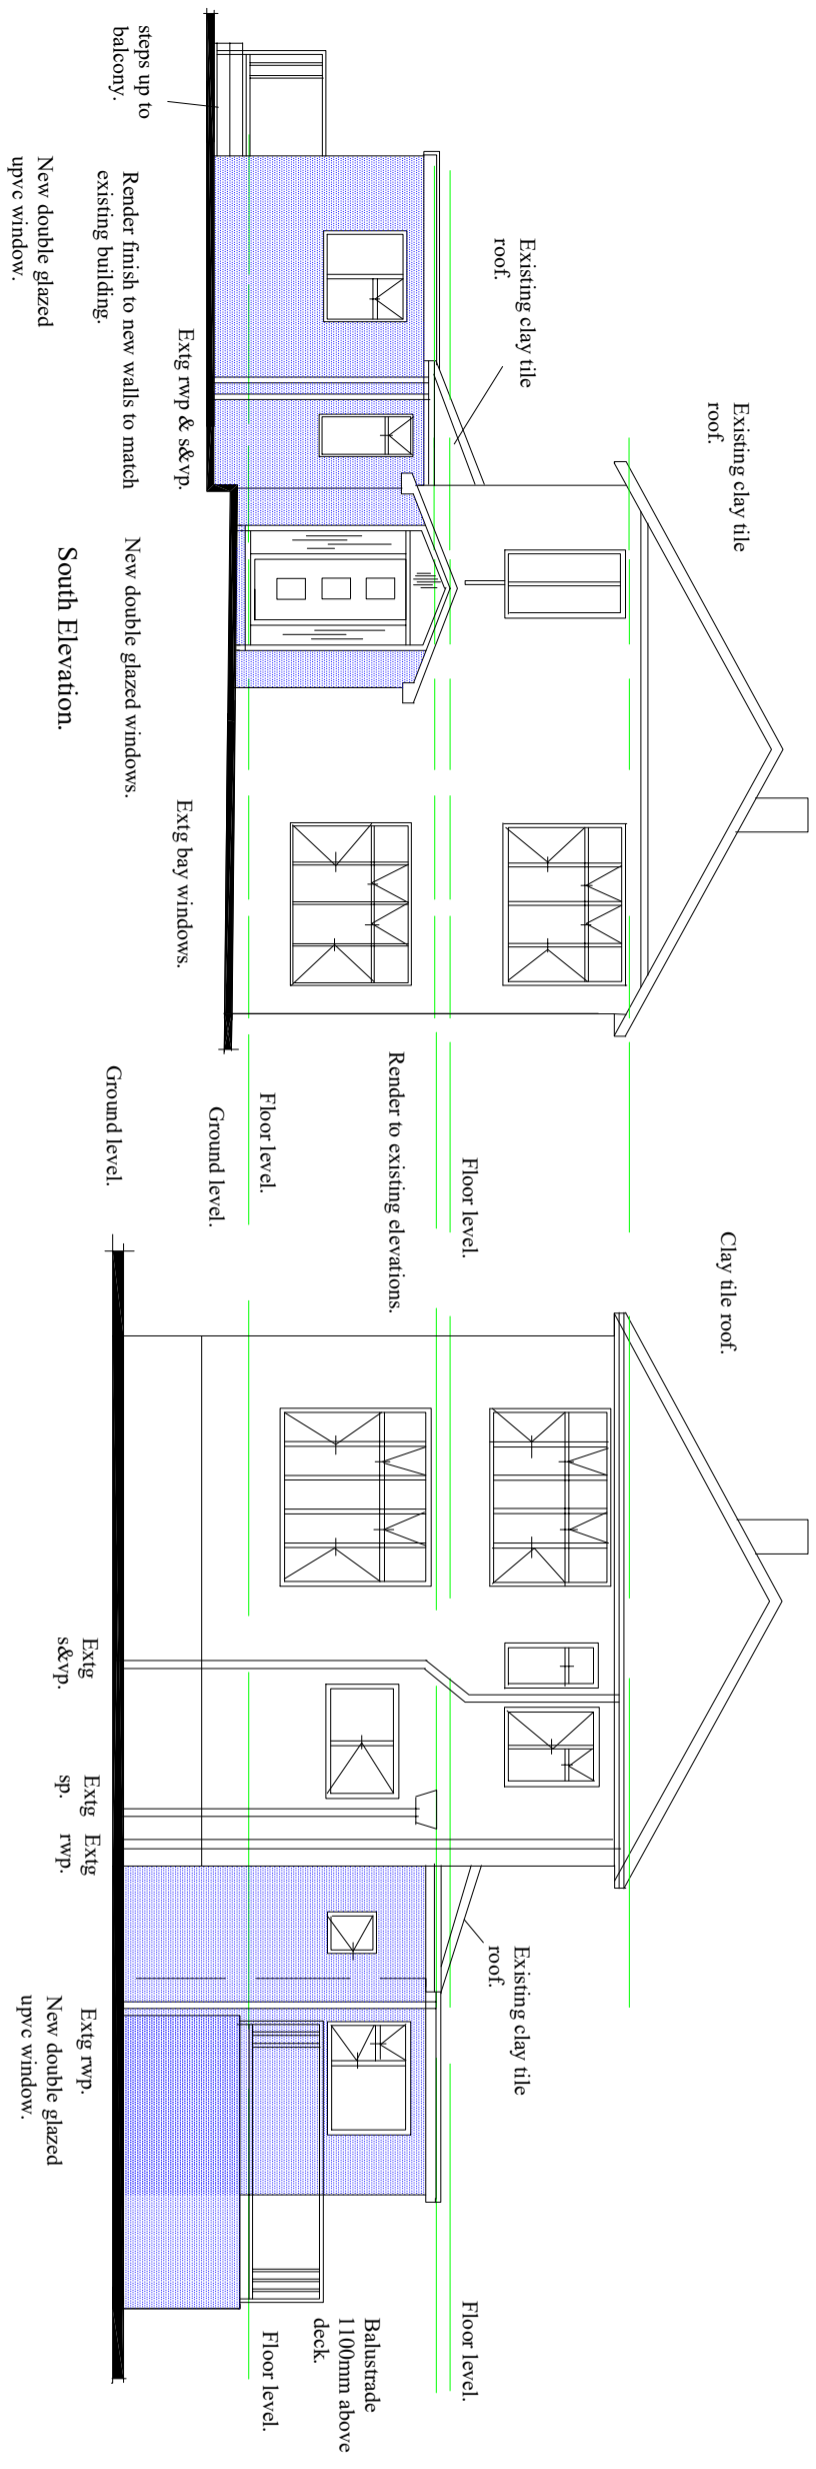 Existing clay tile
roof.
Existing clay tile
roof.
steps up to
balcony.
Render finish to new walls to match
existing building.
New double glazed
upvc window.
Extg rwp & s&vp.
New double glazed windows.
South Elevation.
Extg bay windows.
Clay tile roof.
Floor level.
Render to existing elevations.
Floor level.
Ground level.
Ground level.
Extg
s&vp.
Extg
sp.
Extg
rwp.
Existing clay tile
roof.
Extg rwp.
New double glazed
upvc window.
Floor level.
Balustrade
1100mm above
deck.
Floor level.